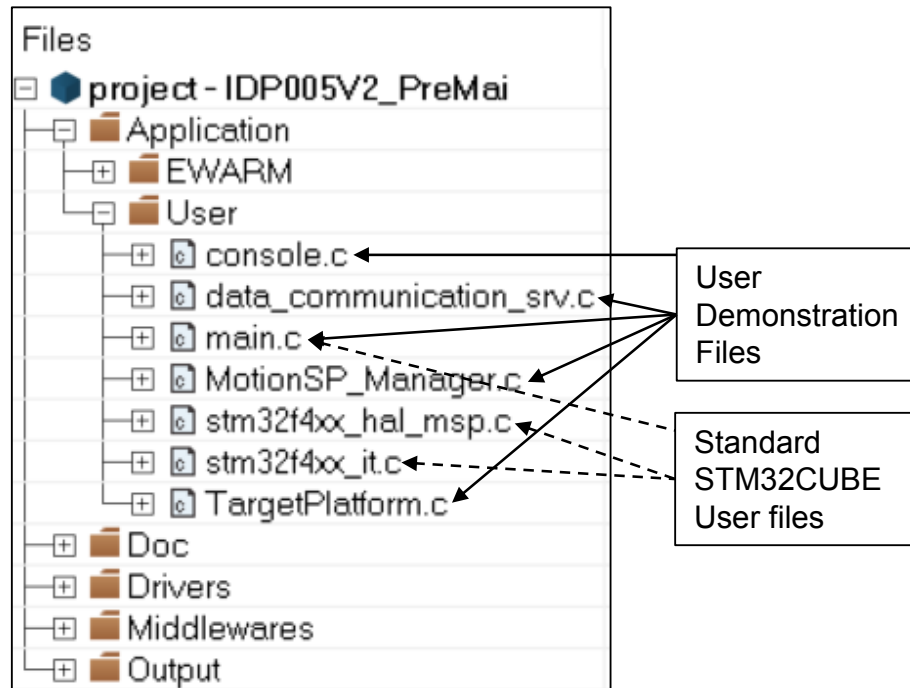 Files
project - IDP005V2_PreMai
Application
EWARM
User
console.c
data_communication_srv.c
main.c
MotionSP_Manager.c
stm32f4xx_hal_msp.c
stm32f4xx_it.c
TargetPlatform.c
Doc
Drivers
Middlewares
Output
User
Demonstration
Files
Standard
STM32CUBE
User files